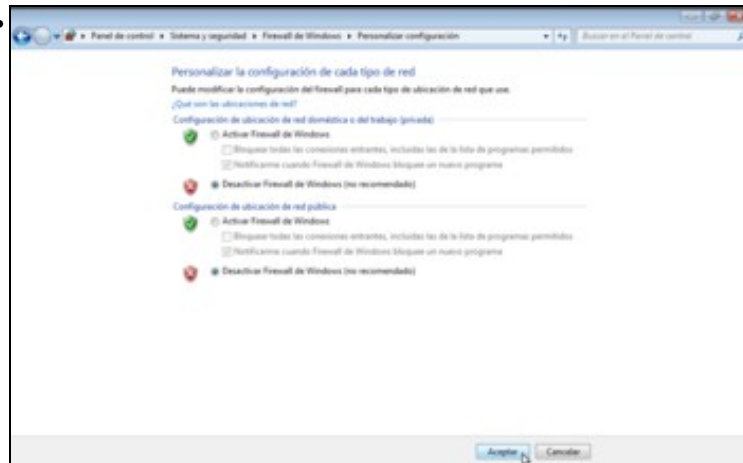 Panel de control ▸ Sistema y seguridad ▸ Firewall de Windows ▸ Personalizar configuración
Buscar en el Panel de control
Personalizar la configuración de cada tipo de red
Puede modificar la configuración del firewall para cada tipo de ubicación de red que use.
¿Qué son las ubicaciones de red?
Configuración de ubicación de red doméstica o del trabajo (privada)
Activar Firewall de Windows
Bloquear todas las conexiones entrantes, incluidas las de la lista de programas permitidos
Notificarme cuando Firewall de Windows bloquee un nuevo programa
Desactivar Firewall de Windows (no recomendado)
Configuración de ubicación de red pública
Activar Firewall de Windows
Bloquear todas las conexiones entrantes, incluidas las de la lista de programas permitidos
Notificarme cuando Firewall de Windows bloquee un nuevo programa
Desactivar Firewall de Windows (no recomendado)
Aceptar
Cancelar